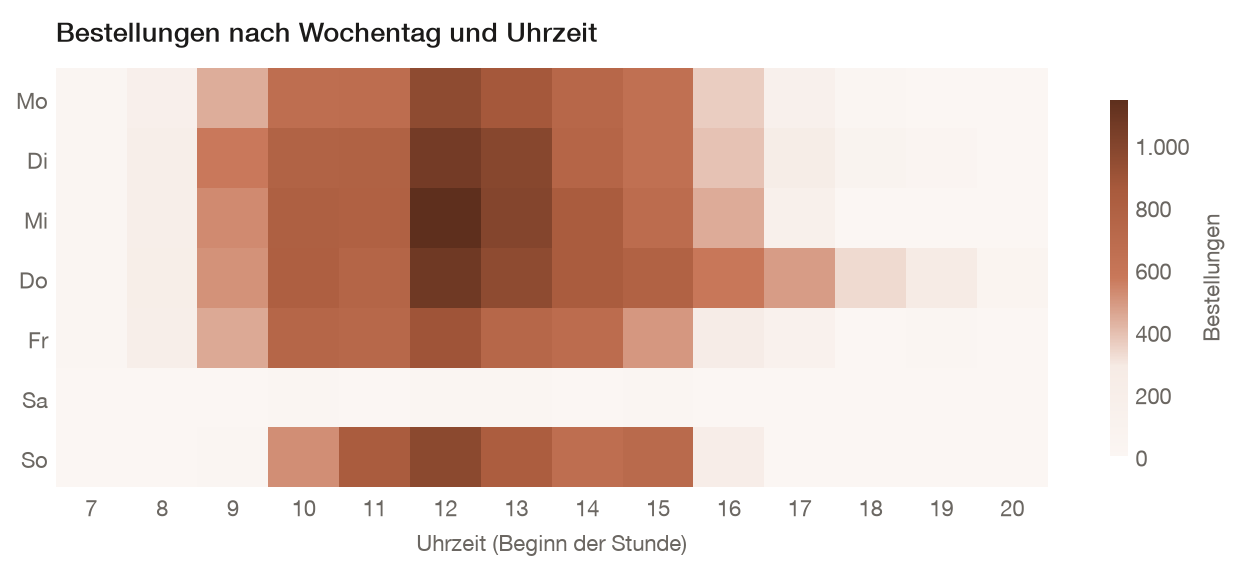 Bestellungen nach Wochentag und Uhrzeit
Mo
Di
Mi
Do
Fr
Sa
So
7 8 9 10 11 12 13 14 15 16 17 18 19 20
Uhrzeit (Beginn der Stunde)
1.000
800
600
400
200
0
Bestellungen